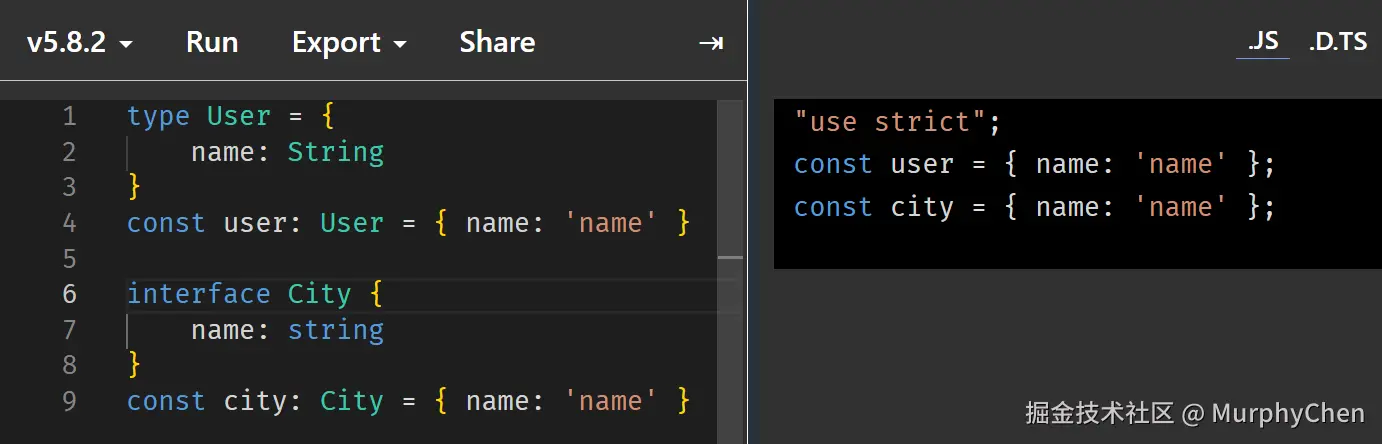 v5.8.2 Run Export Share
.JS .D.TS
1 type User = {
2 name: String
3 }
4 const user: User = { name: 'name' }
5
6 interface City {
7 name: string
8 }
9 const city: City = { name: 'name' }
"use strict";
const user = { name: 'name' };
const city = { name: 'name' };
掘金技术社区 @ MurphyChen